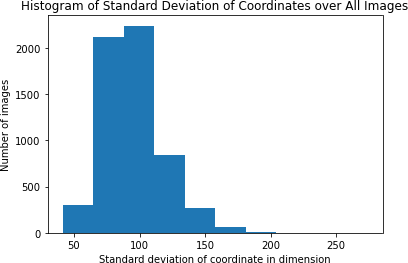 Histogram of Standard Deviation of Coordinates over All Images
Number of images
2000
1500
1000
500
0
50 100 150 200 250
Standard deviation of coordinate in dimension